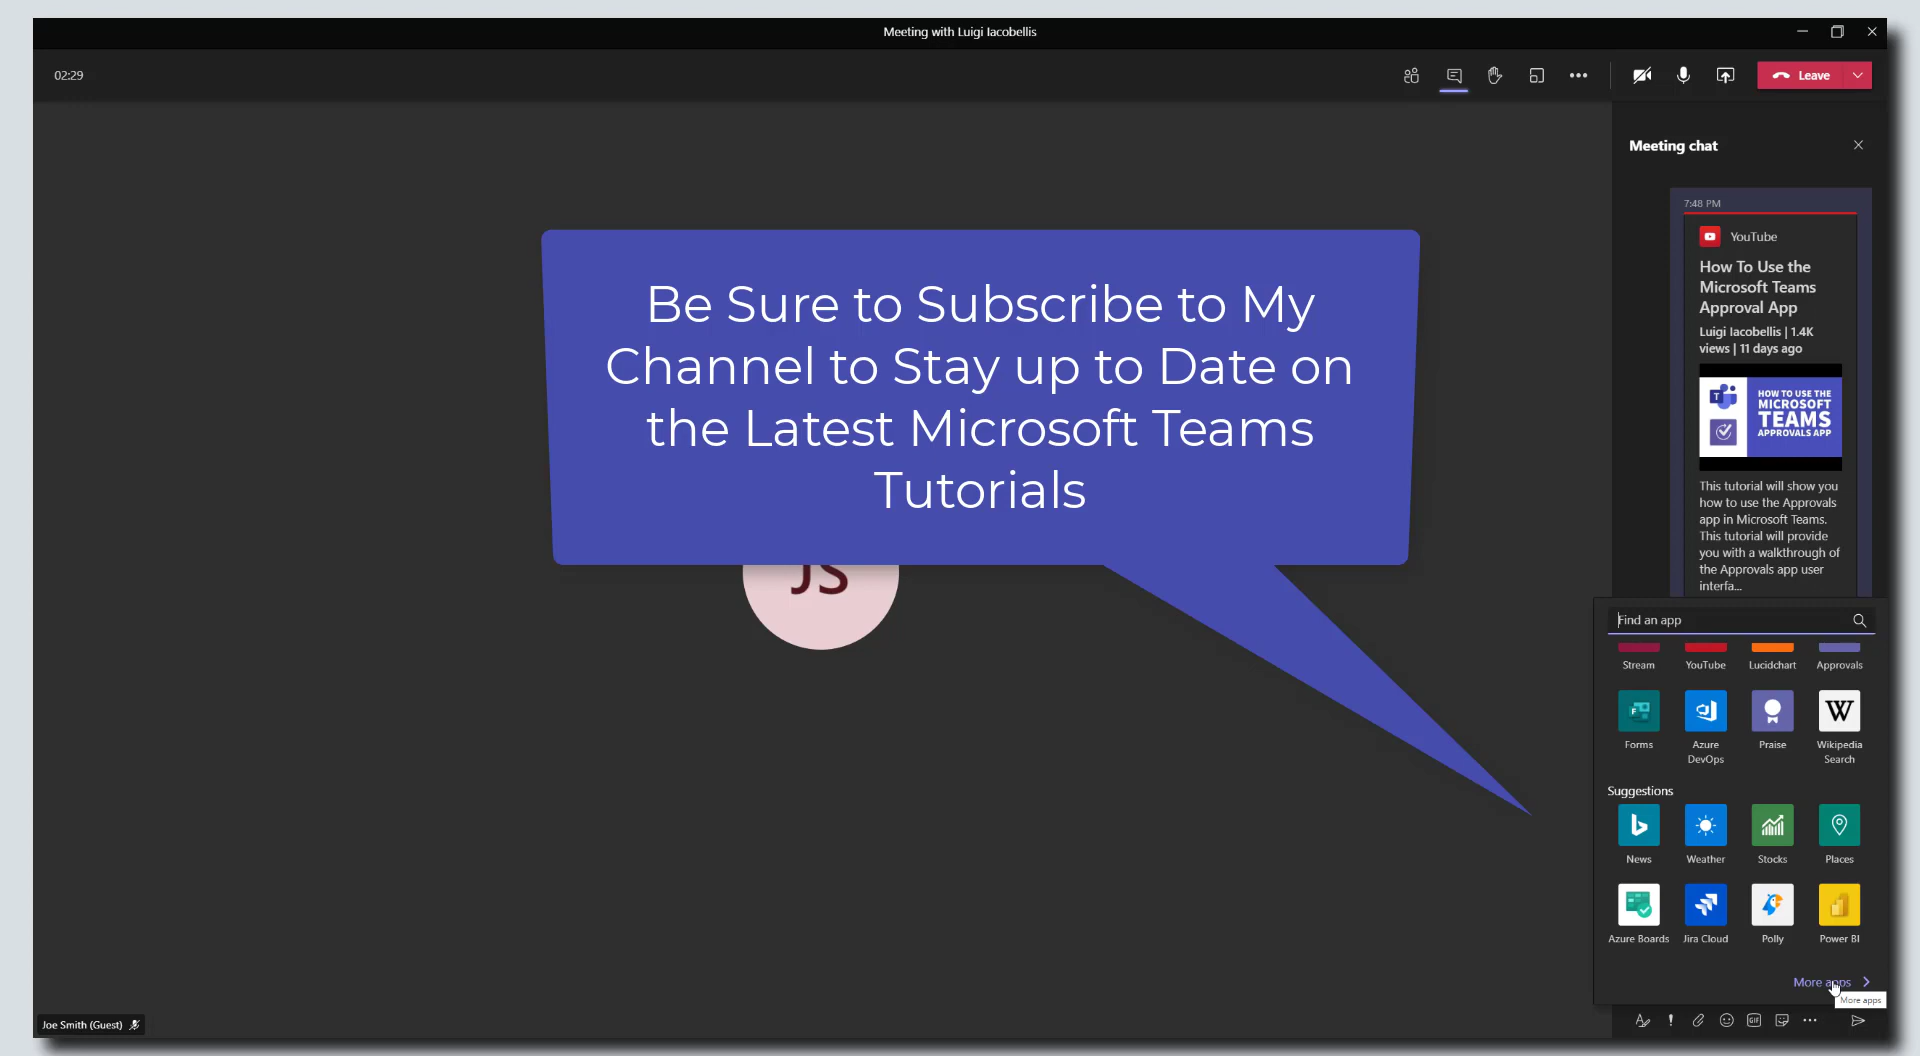 Meeting with Luigi Iacobellis
02:29
Leave
Meeting chat
7:48 PM
YouTube
How To Use the
Microsoft Teams
Approval App
Luigi Iacobellis | 1.4K
views | 11 days ago
HOW TO USE THE
MICROSOFT
TEAMS
APPROVALS APP
This tutorial will show you
how to use the Approvals
app in Microsoft Teams.
This tutorial will provide
you with a walkthrough of
the Approvals app user
interfa...
Be Sure to Subscribe to My
Channel to Stay up to Date on
the Latest Microsoft Teams
Tutorials
JS
Find an app
Stream YouTube Lucidchart Approvals
Forms Azure DevOps Praise Wikipedia Search
Suggestions
News Weather Stocks Places
Azure Boards Jira Cloud Polly Power BI
More apps
More apps
Joe Smith (Guest)
GIF